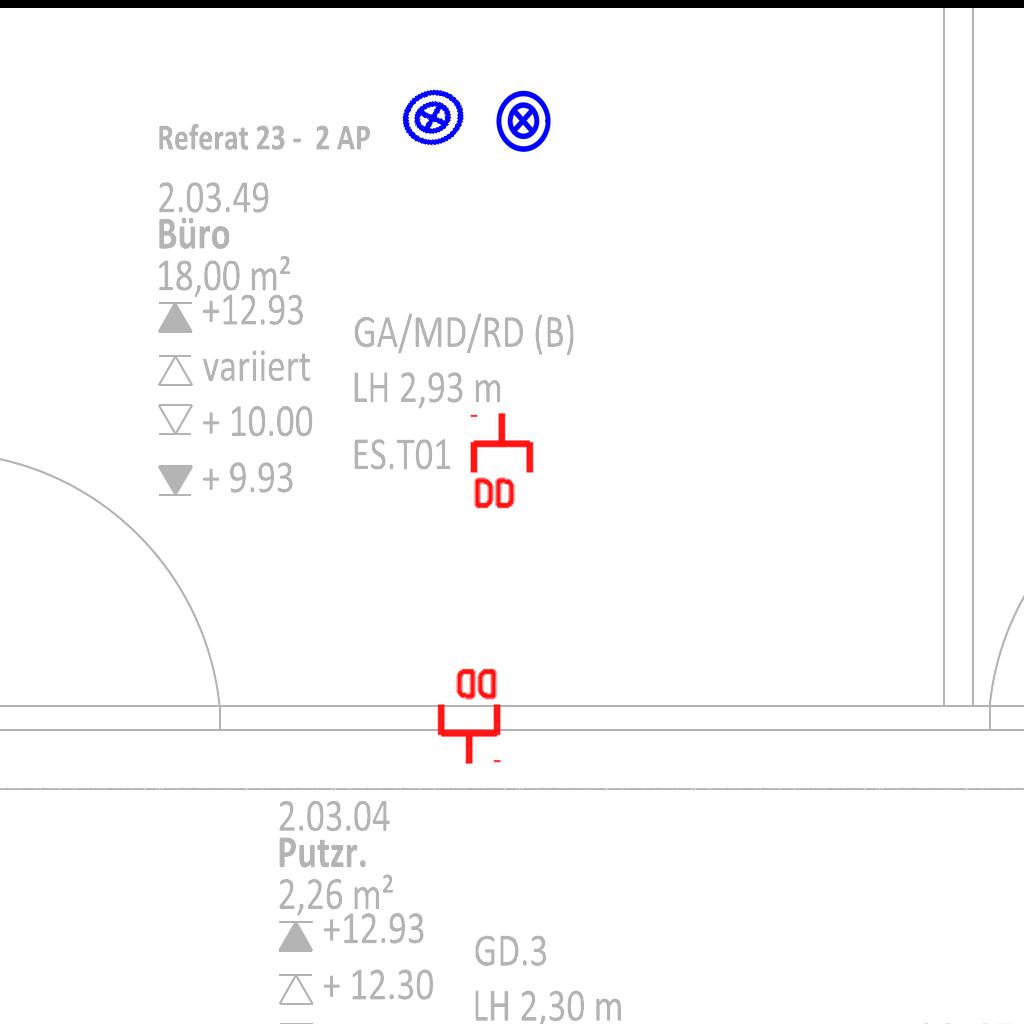 Referat 23 - 2 AP
2.03.49
Büro
18,00 m²
+12.93
variiert
+ 10.00
+ 9.93
GA/MD/RD (B)
LH 2,93 m
ES.T01
DD
DD
2.03.04
Putzr.
2,26 m²
+12.93
+ 12.30
GD.3
LH 2,30 m